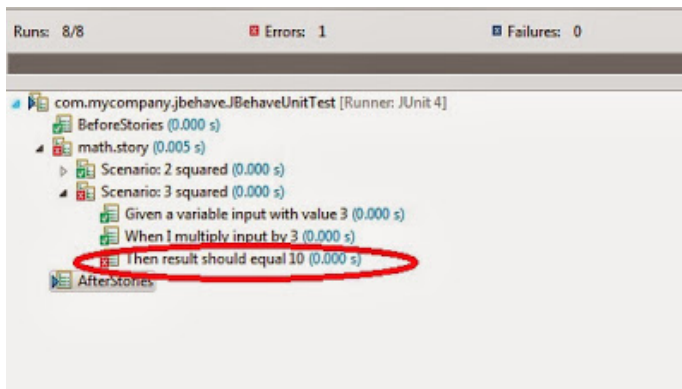 Runs: 8/8 Errors: 1 Failures: 0
com.mycompany.jbehave.JBehaveUnitTest [Runner: JUnit 4]
BeforeStories (0.000 s)
math.story (0.005 s)
Scenario: 2 squared (0.000 s)
Scenario: 3 squared (0.000 s)
Given a variable input with value 3 (0.000 s)
When I multiply input by 3 (0.000 s)
Then result should equal 10 (0.000 s)
AfterStories